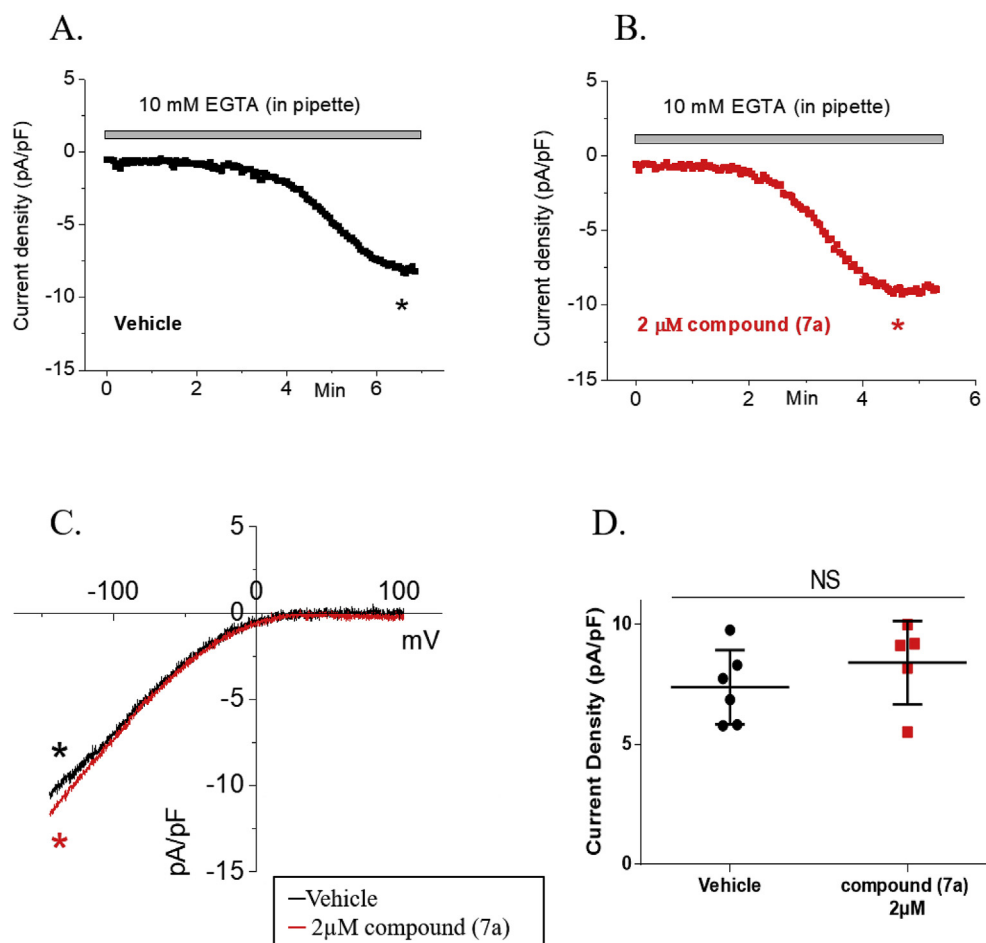 A.
5
0
-5
-10
-15
Current density (pA/pF)
10 mM EGTA (in pipette)
Vehicle
*
0
2
4
Min
6
B.
5
0
-5
-10
-15
Current density (pA/pF)
10 mM EGTA (in pipette)
2 µM compound (7a)
*
0
2
Min
4
6
C.
5
-100
0
100
0
mV
-5
-10
-15
pA/pF
*
*
Vehicle
2µM compound (7a)
D.
NS
10
5
0
Current Density (pA/pF)
Vehicle
compound (7a)
2µM